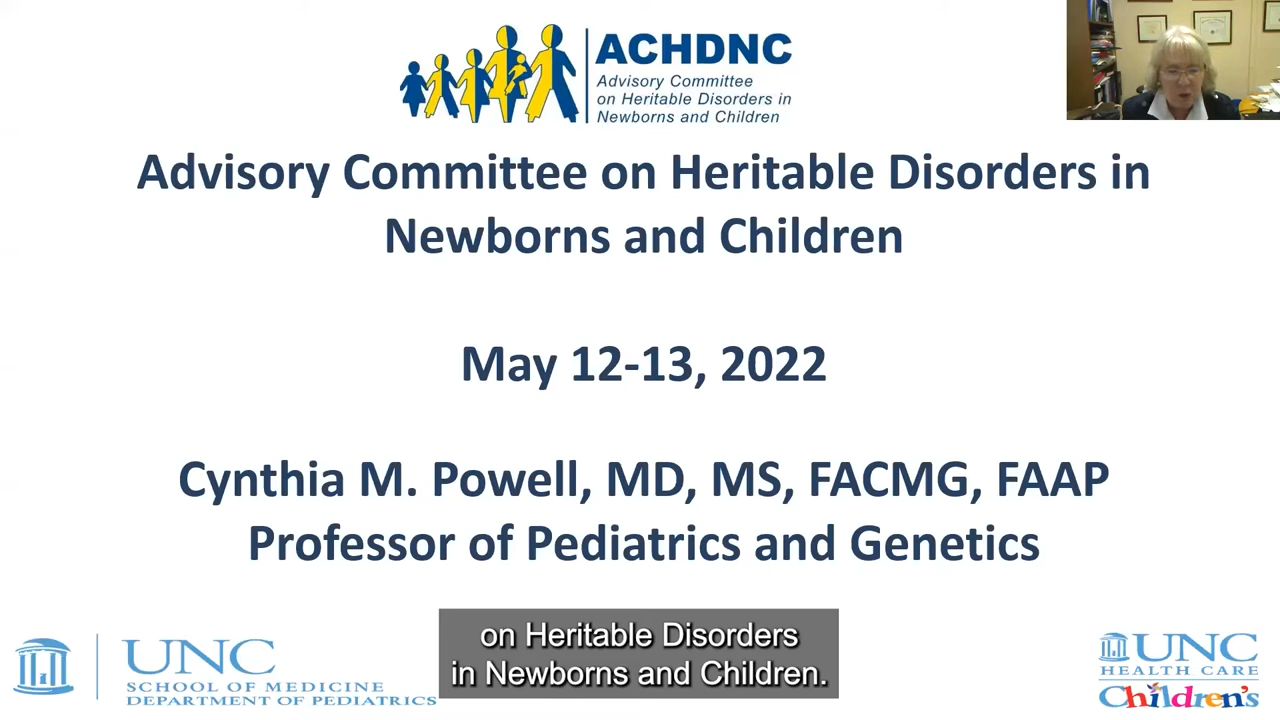 ACHDNC
Advisory Committee
on Heritable Disorders in
Newborns and Children
Advisory Committee on Heritable Disorders in
Newborns and Children
May 12-13, 2022
Cynthia M. Powell, MD, MS, FACMG, FAAP
Professor of Pediatrics and Genetics
on Heritable Disorders
in Newborns and Children.
UNC
SCHOOL OF MEDICINE
DEPARTMENT OF PEDIATRICS
UNC
HEALTH CARE
Children's